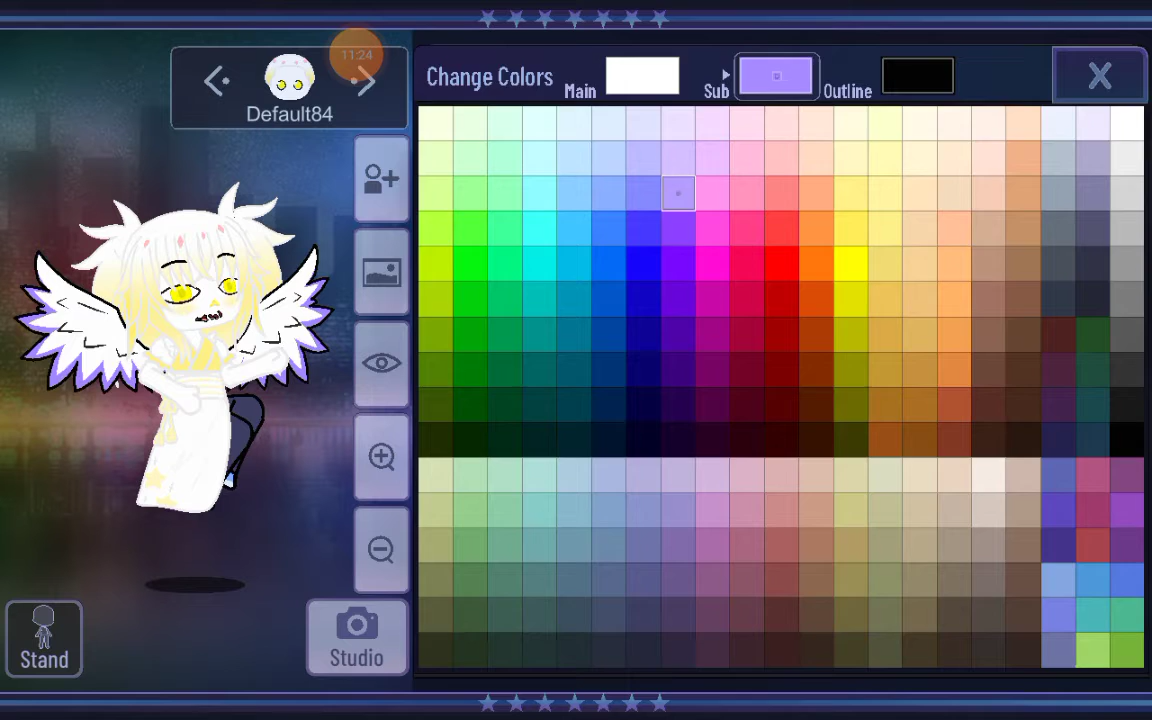 11:24
Default84
Change Colors
Main
Sub
Outline
X
Stand
Studio